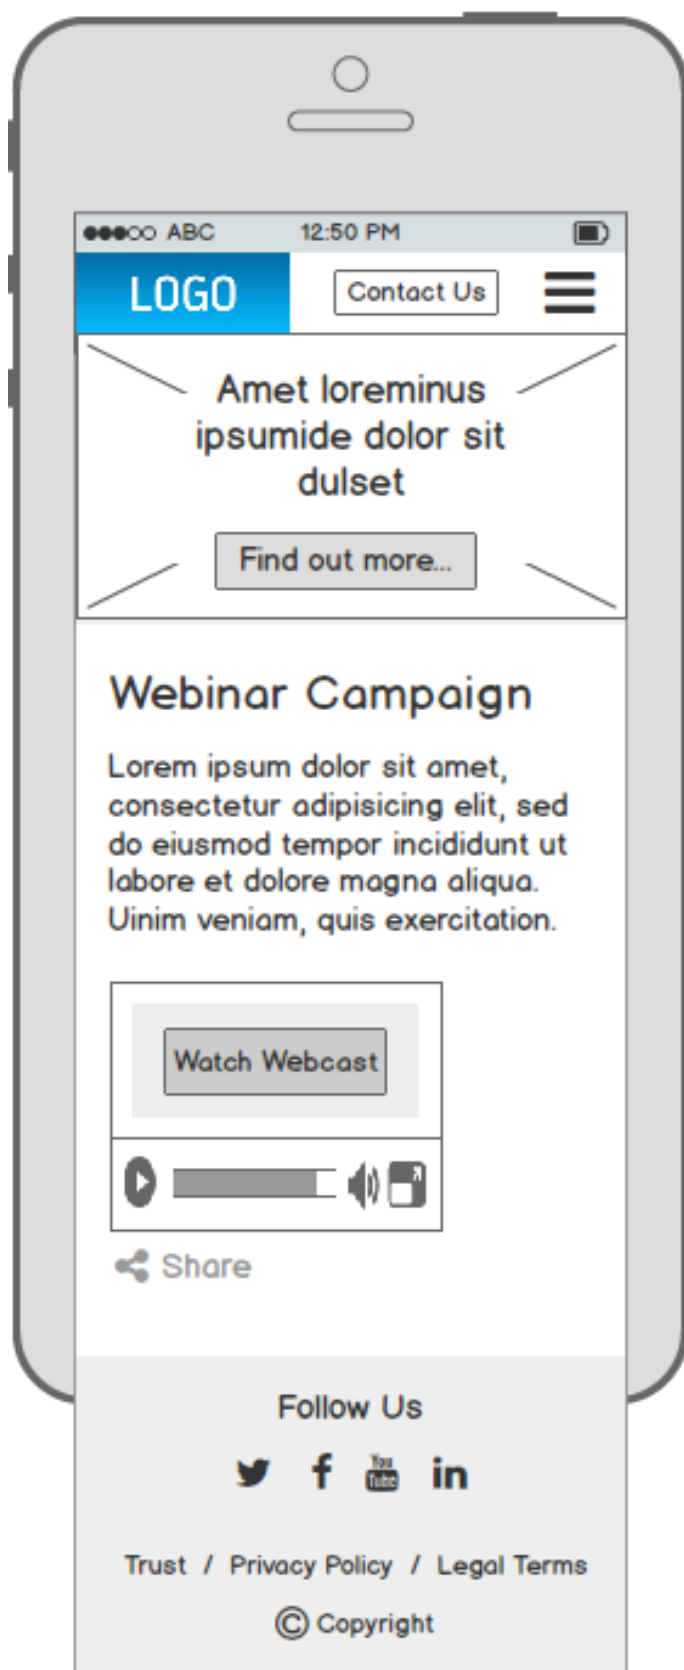 ABC 12:50 PM
LOGO Contact Us
Amet loreminus
ipsumide dolor sit
dulset
Find out more...
Webinar Campaign
Lorem ipsum dolor sit amet,
consectetur adipisicing elit, sed
do eiusmod tempor incididunt ut
labore et dolore magna aliqua.
Uinim veniam, quis exercitation.
Watch Webcast
Share
Follow Us
f You Tube in
Trust / Privacy Policy / Legal Terms
© Copyright